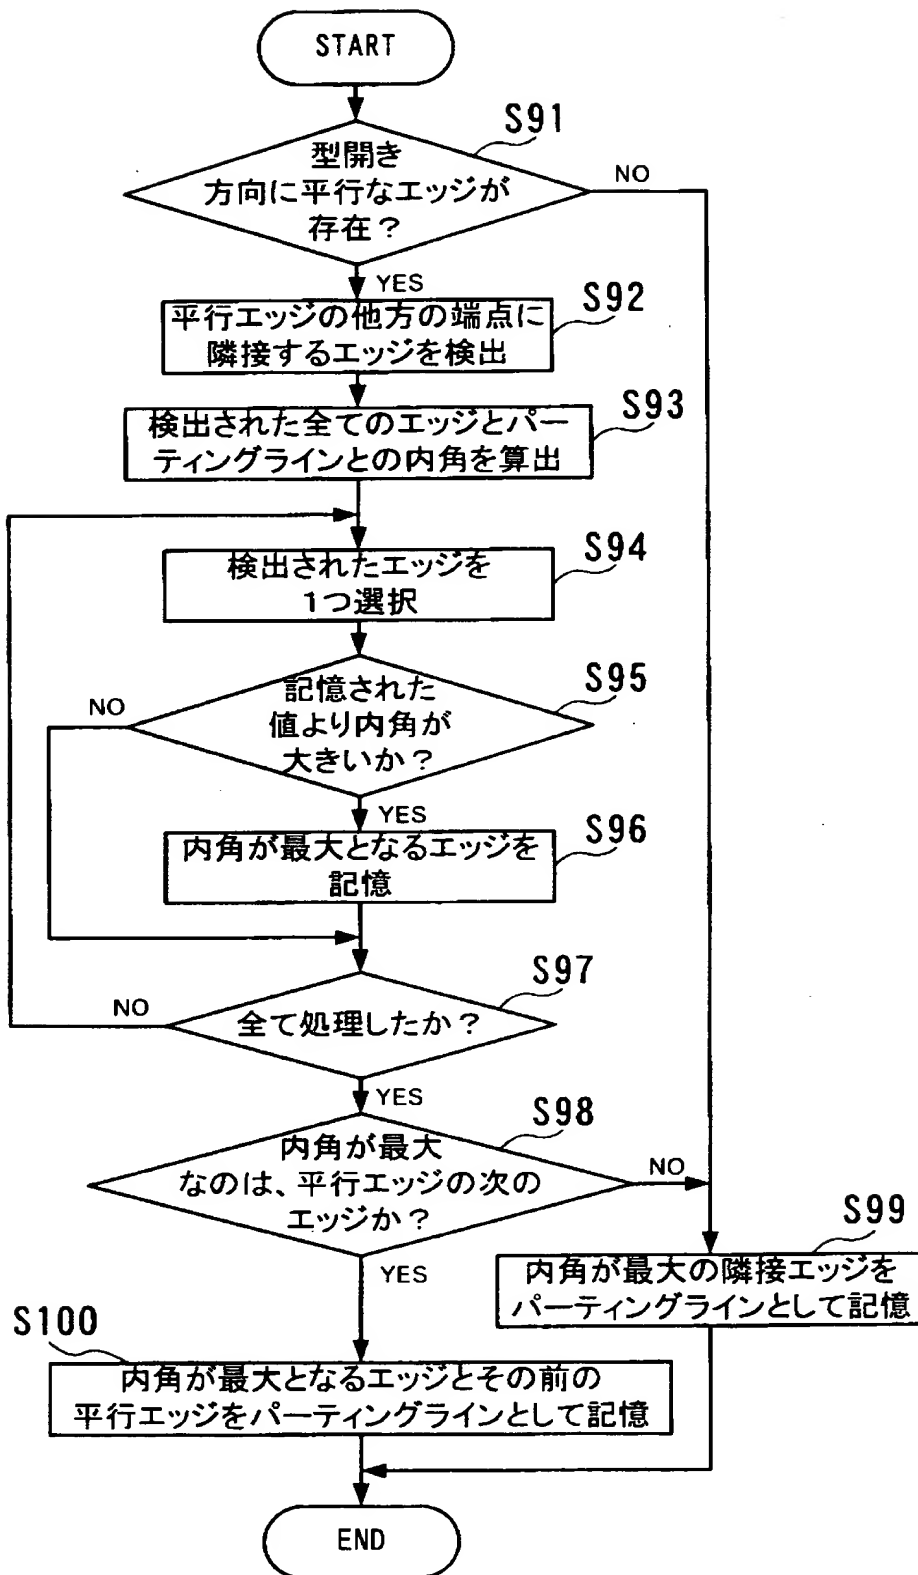 START
S91
型開き
方向に平行なエッジが
存在？
NO
YES
S92
平行エッジの他方の端点に
隣接するエッジを検出
S93
検出された全てのエッジとパー
ティングラインとの内角を算出
S94
検出されたエッジを
1つ選択
S95
記憶された
値より内角が
大きいか？
NO
YES
S96
内角が最大となるエッジを
記憶
S97
全て処理したか？
NO
YES
S98
内角が最大
なのは、平行エッジの次の
エッジか？
NO
YES
S99
内角が最大の隣接エッジを
パーティングラインとして記憶
S100
内角が最大となるエッジとその前の
平行エッジをパーティングラインとして記憶
END